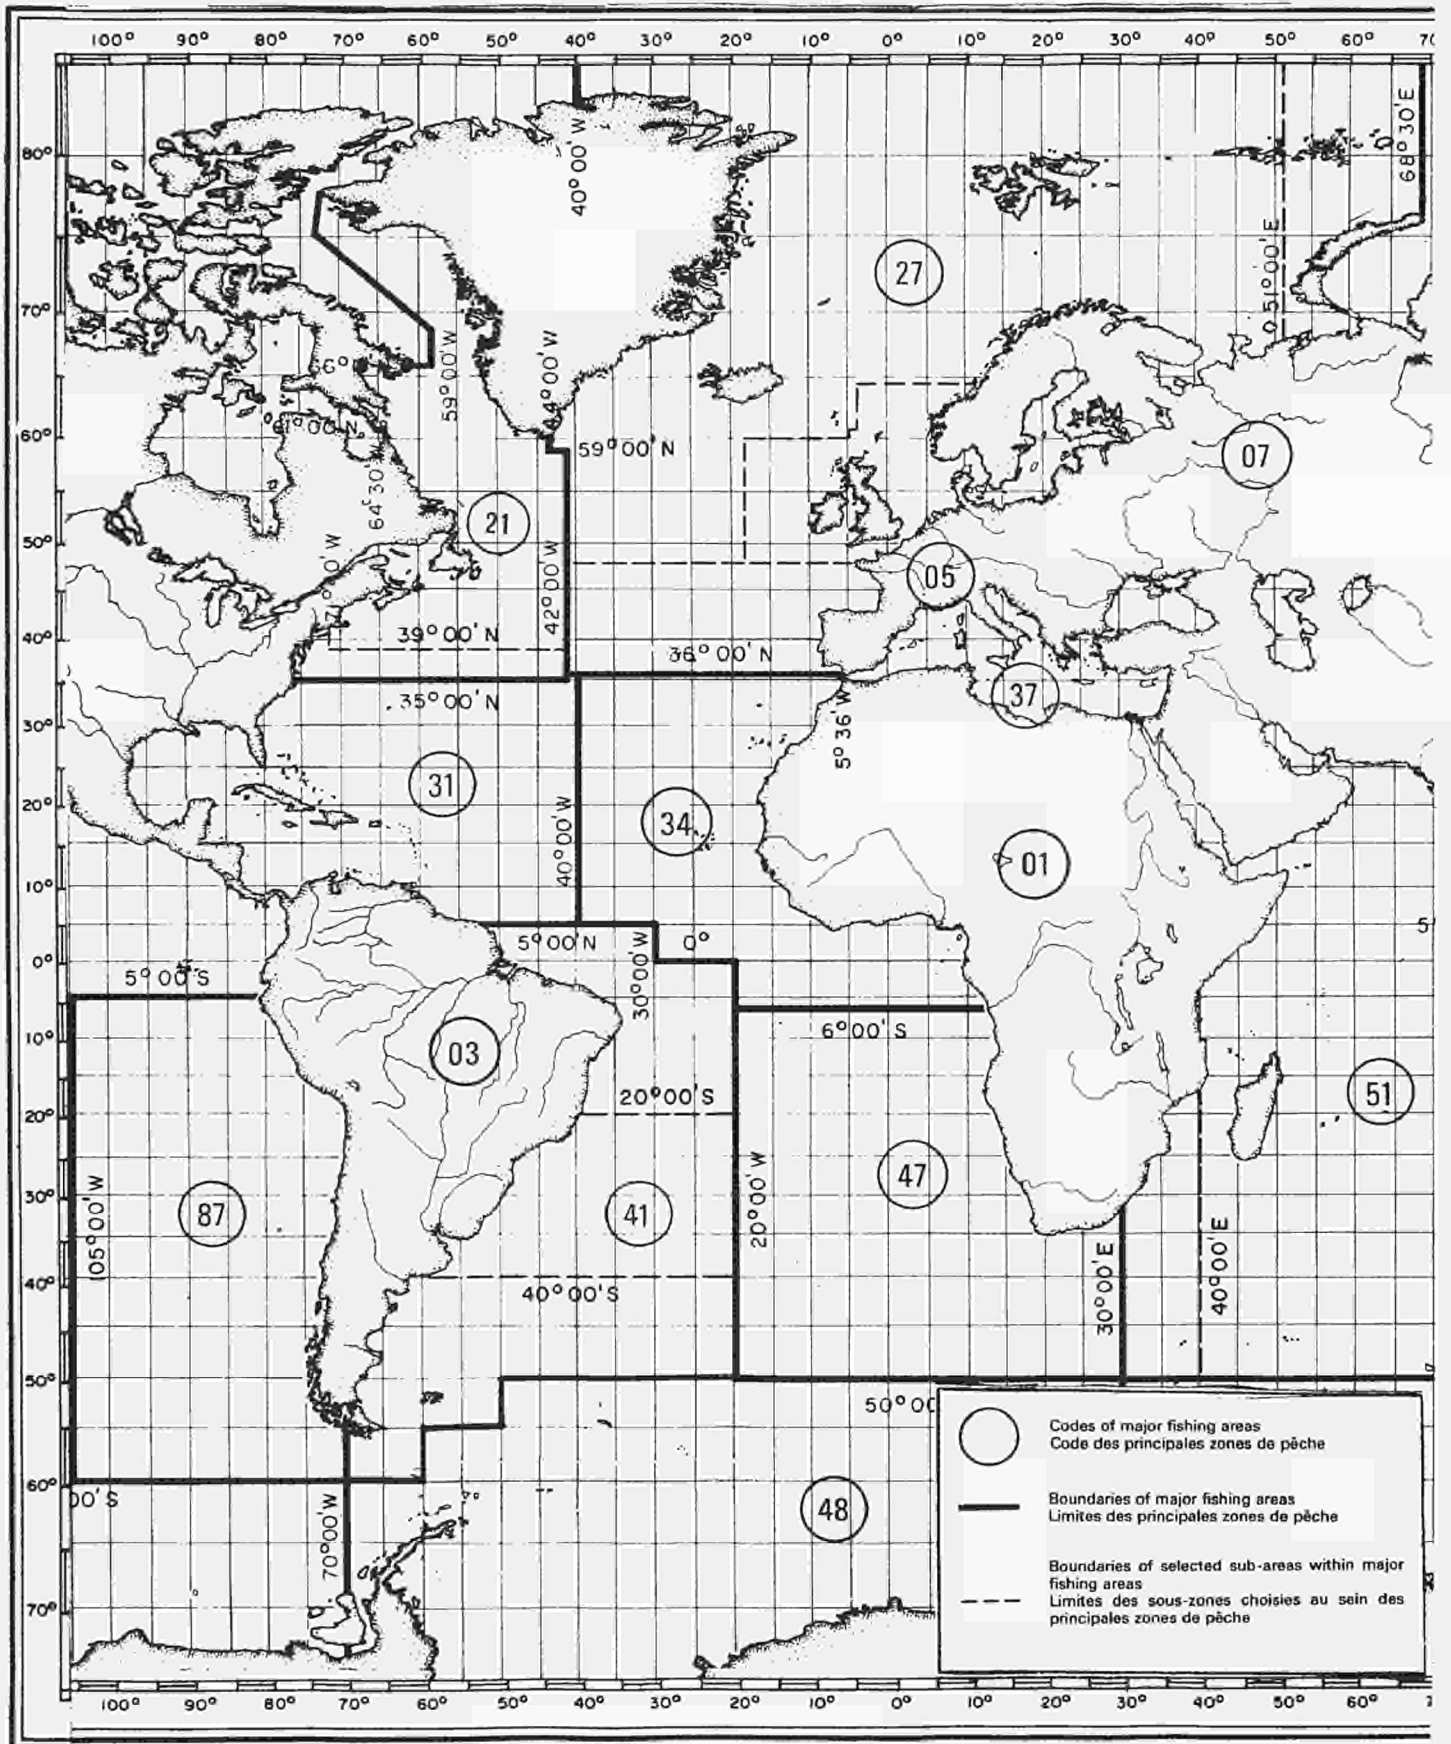 100° 90° 80° 70° 60° 50° 40° 30° 20° 10° 0° 10° 20° 30° 40° 50° 60°
80°
40°00'W
68°30'E
27
051°00'E
70°
59°00'W
44°00'W
61°00'N
60°
59°00'N
07
64°30'
21
50°
42°00'W
05
39°00'N
40°
36°00'N
37
35°00'N
5°36'W
30°
31
20°
34
40°00'W
01
10°
5°00'N
0°
30°00'W
0°
5°00'S
6°00'S
10°
03
51
20°00'S
20°
47
20°00'W
30°
87
41
105°00'W
40°00'E
30°00'E
40°
40°00'S
50°
50°00
Codes of major fishing areas
Code des principales zones de pêche
60°
00'S
48
70°00'W
Boundaries of major fishing areas
Limites des principales zones de pêche
Boundaries of selected sub-areas within major
fishing areas
Limites des sous-zones choisies au sein des
principales zones de pêche
70°
100° 90° 80° 70° 60° 50° 40° 30° 20° 10° 0° 10° 20° 30° 40° 50° 60°